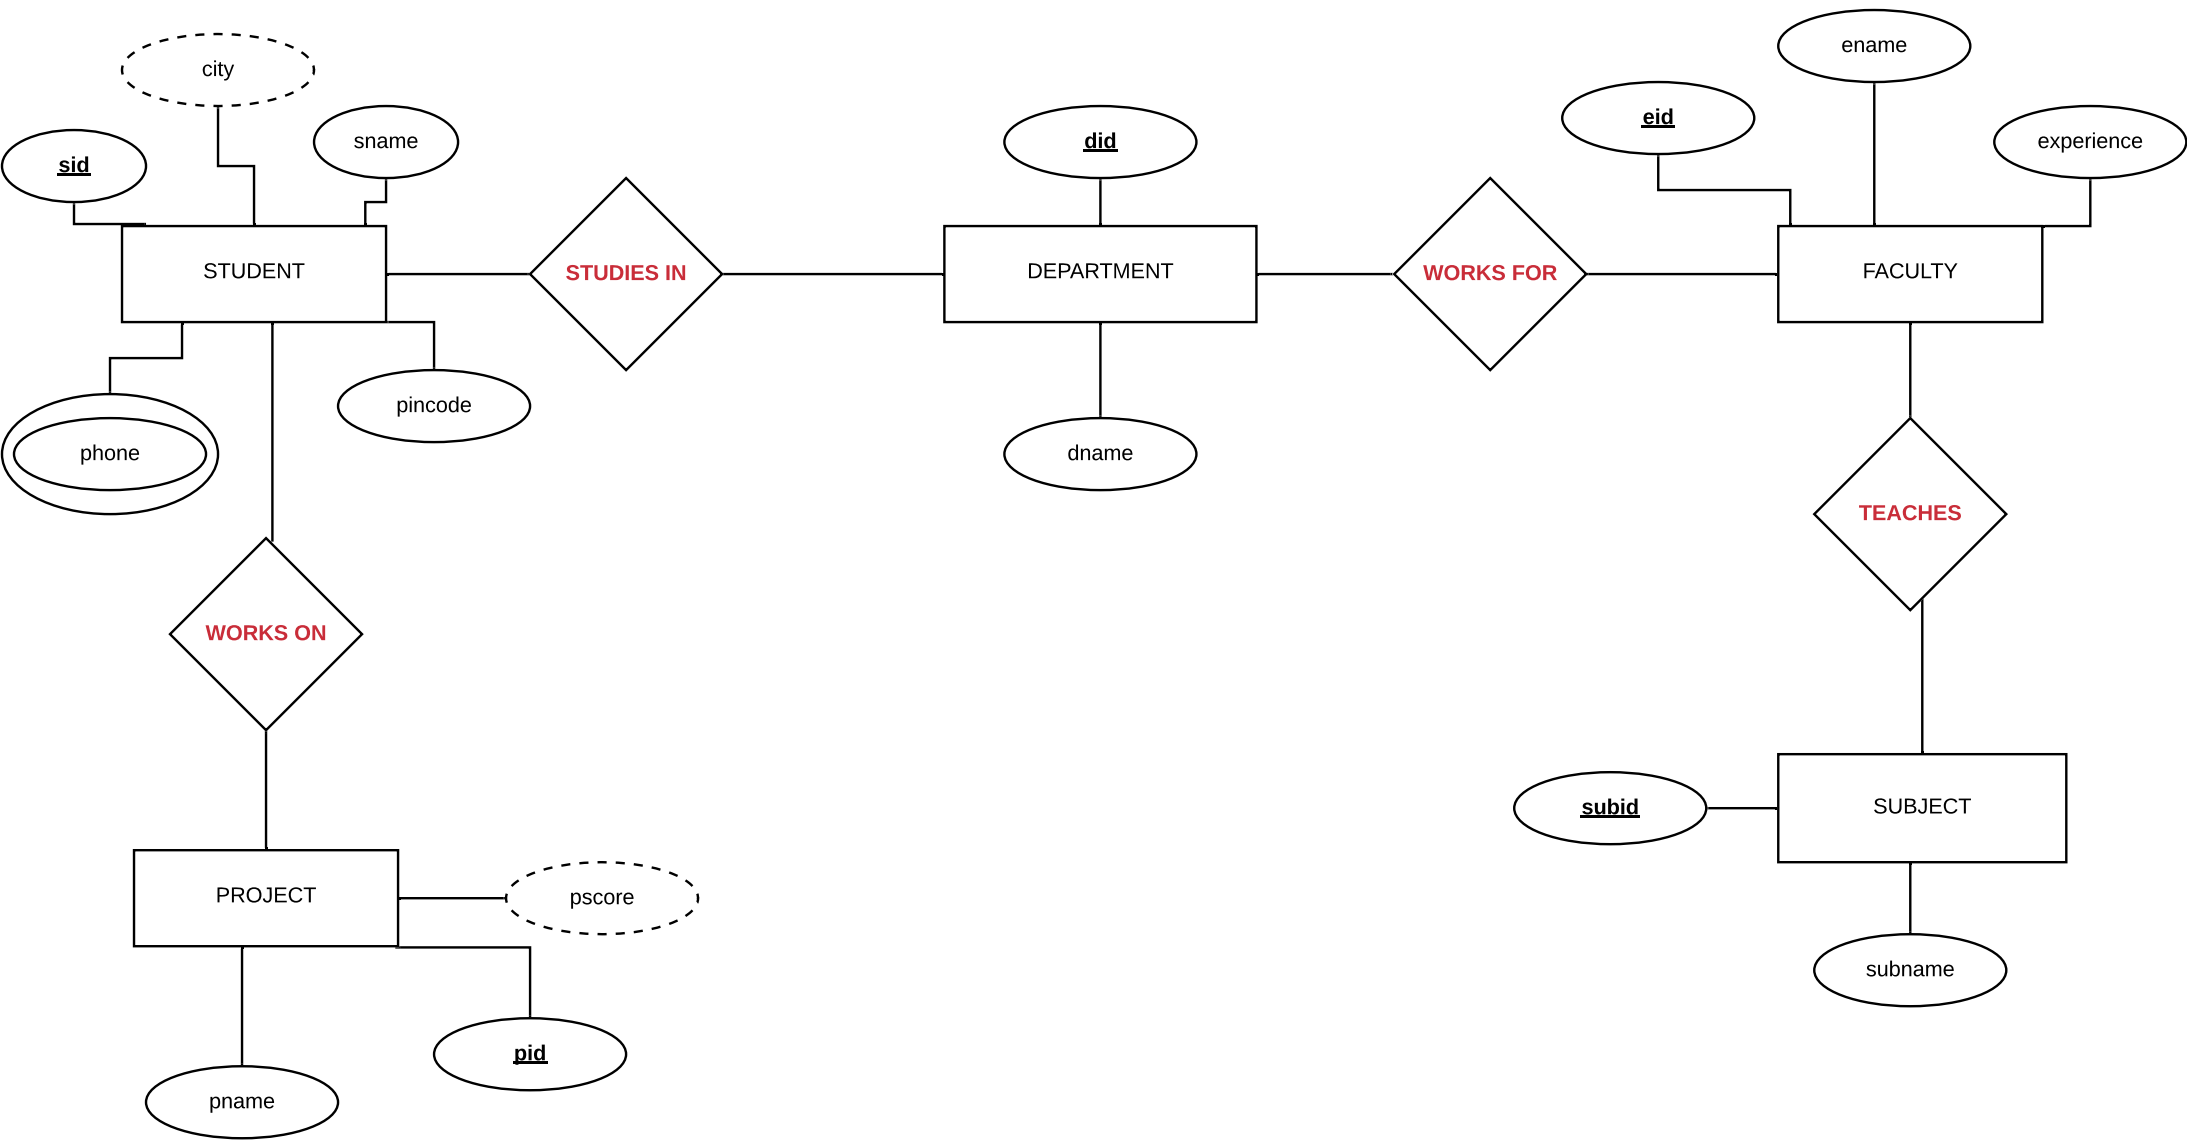 ename
city
eid
sname
did
experience
sid
STUDENT
STUDIES IN
DEPARTMENT
WORKS FOR
FACULTY
pincode
phone
dname
TEACHES
WORKS ON
subid
SUBJECT
PROJECT
pscore
subname
pid
pname